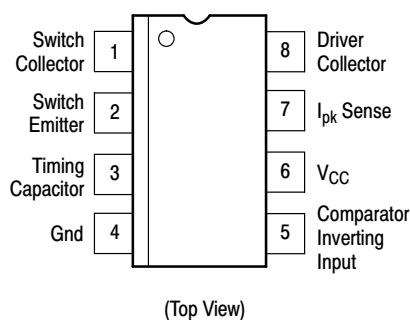 Switch
Collector
1
8
Driver
Collector
Switch
Emitter
2
7
Ipk Sense
Timing
Capacitor
3
6
VCC
Gnd
4
5
Comparator
Inverting
Input
(Top View)